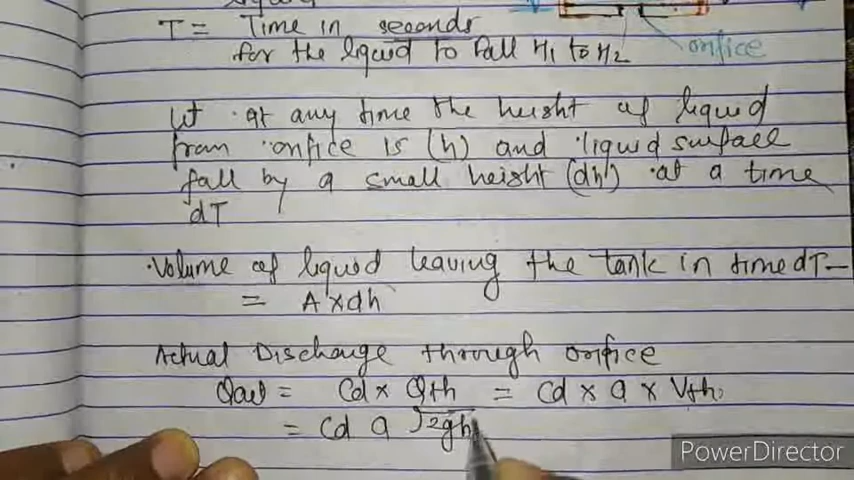 T = Time in seconds
for the liquid to fall H1 to H2
orifice
Let at any time the height of liquid
from orifice is (h) and liquid surface
fall by a small height (dh) at a time
dT
Volume of liquid leaving the tank in time dT
= A×dh
Actual Discharge through orifice
Qact = Cd × Qth = Cd × a × Vth.
= Cd a √2gh
PowerDirector